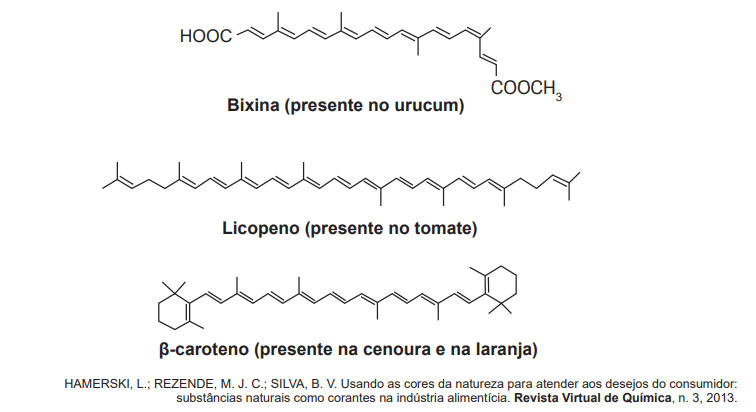 HOOC
COOCH3
Bixina (presente no urucum)
Licopeno (presente no tomate)
β-caroteno (presente na cenoura e na laranja)
HAMERSKI, L.; REZENDE, M. J. C.; SILVA, B. V. Usando as cores da natureza para atender aos desejos do consumidor:
substâncias naturais como corantes na indústria alimentícia. Revista Virtual de Química, n. 3, 2013.